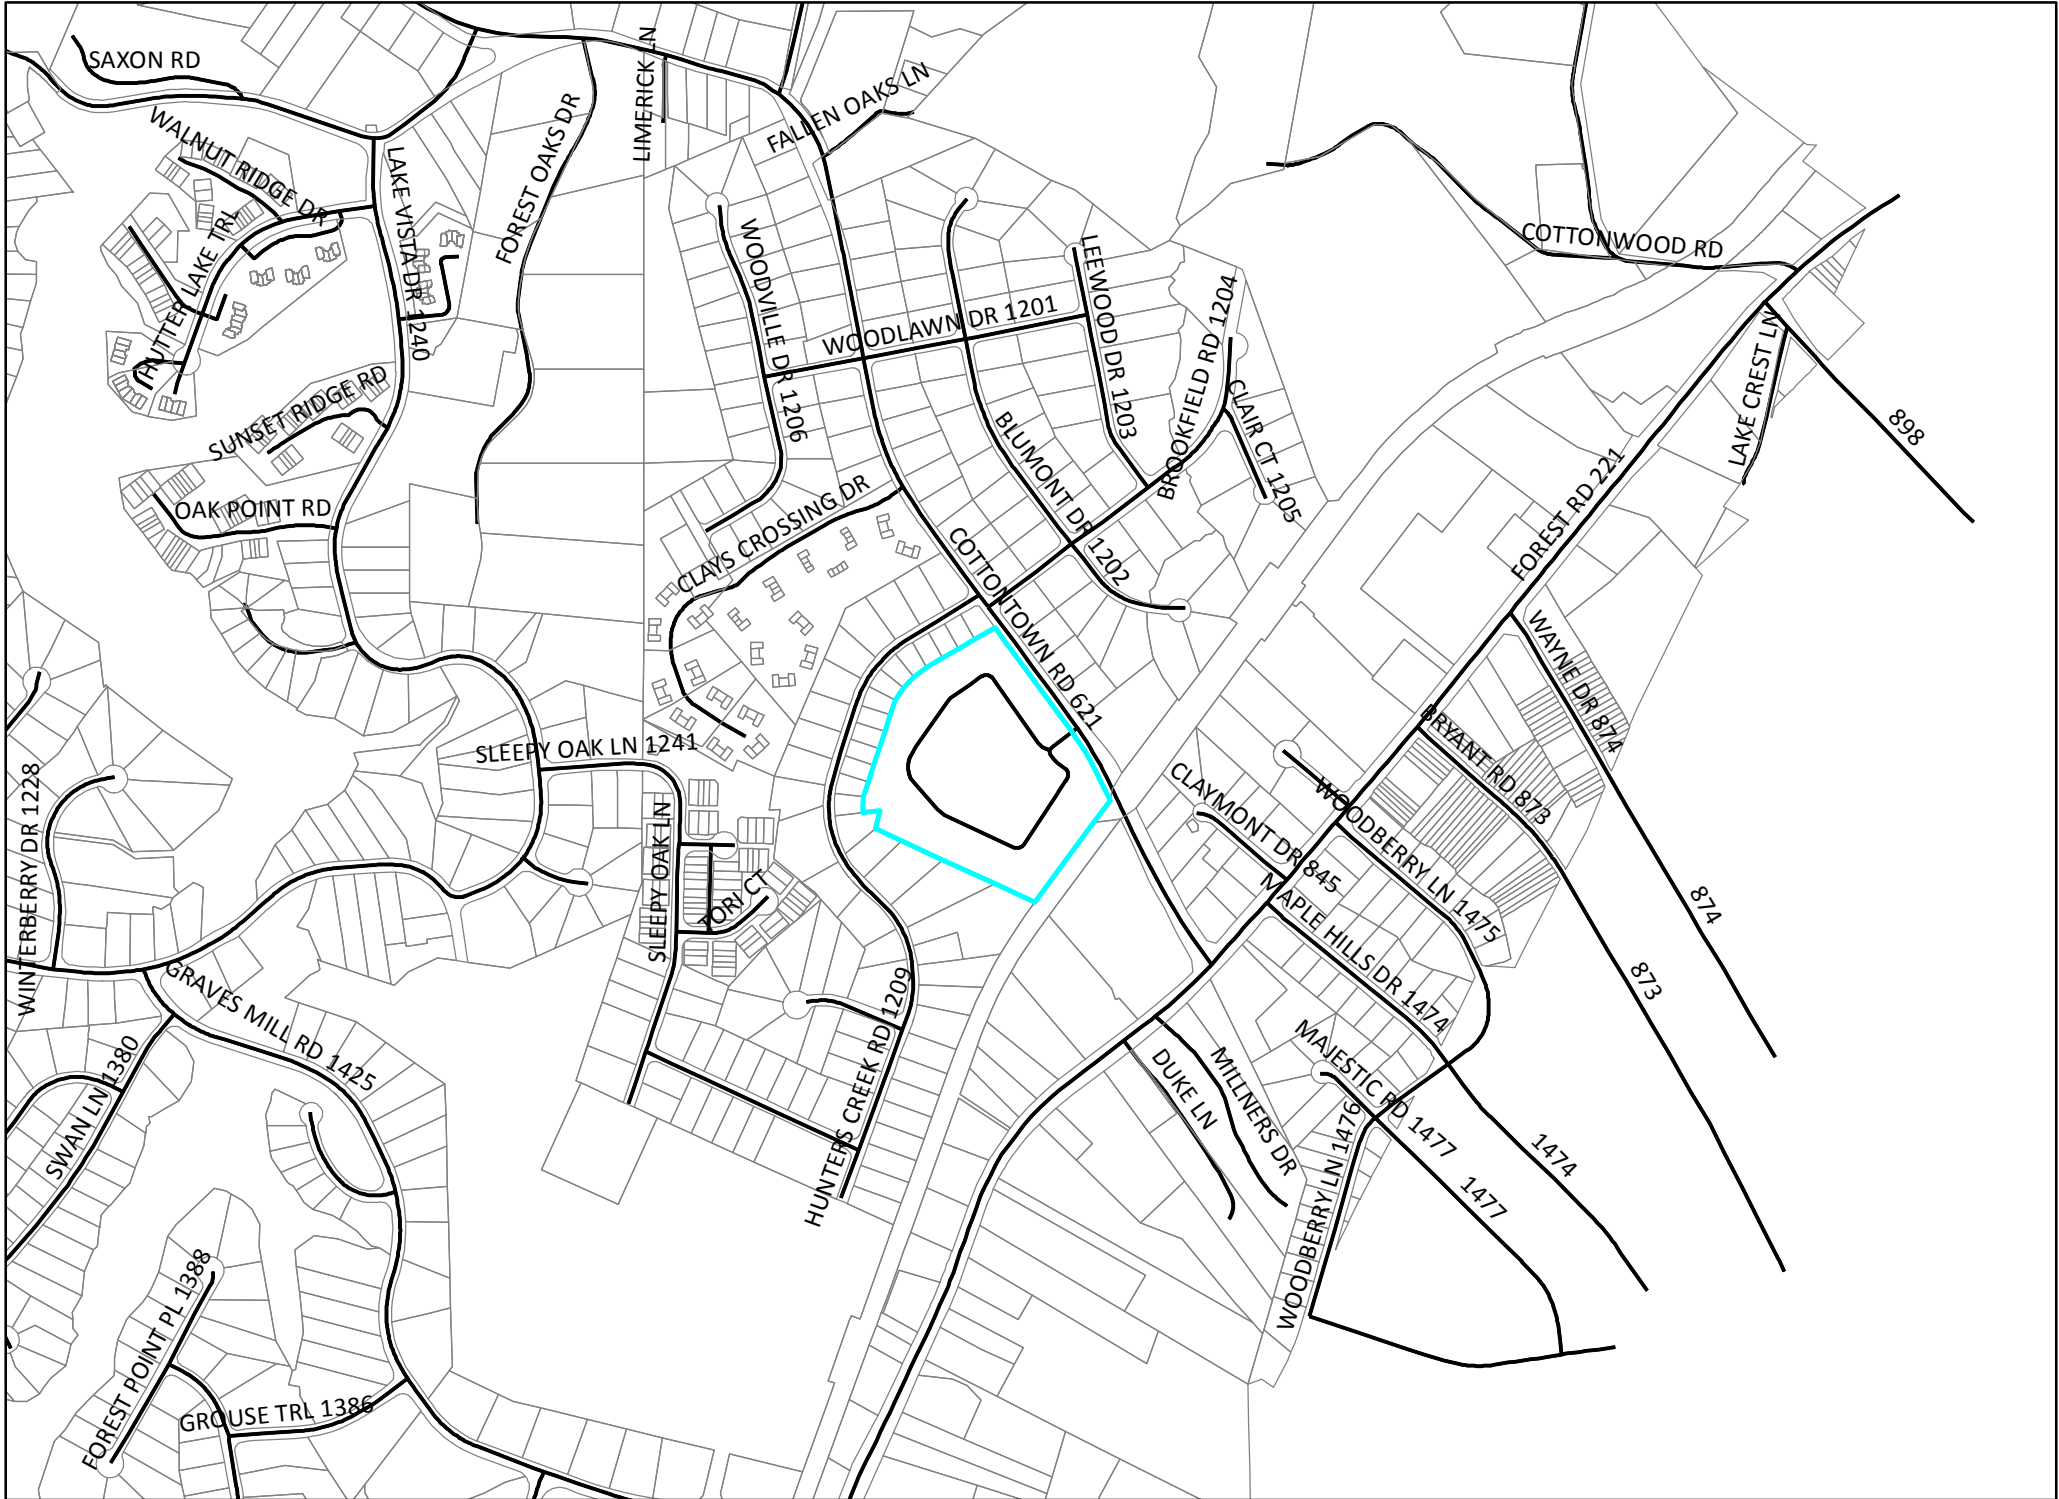 SAXON RD
LIMERICK LN
FALLEN OAKS LN
WALNUT RIDGE DR
FOREST OAKS DR
LAKE VISTA DR 1240
HUTTER LAKE TRL
WOODVILLE DR 1206
LEEWOOD DR 1203
COTTONWOOD RD
WOODLAWN DR 1201
BROOKFIELD RD 1204
LAKE CREST LN
898
SUNSET RIDGE RD
CLAIR CT 1205
BLUMONT DR 1202
OAK POINT RD
CLAYS CROSSING DR
FOREST RD 221
COTTONTOWN RD 621
WAYNE DR 874
BRYANT RD 873
SLEEPY OAK LN 1241
WINTERBERRY DR 1228
CLAYMONT DR 845
WOODBERRY LN 1475
SLEEPY OAK LN
TORY CT
MAPLE HILLS DR 1474
874
873
GRAVES MILL RD 1425
HUNTERS CREEK RD 1209
SWAN LN 1380
DUKE LN
MILLNERS DR
MAJESTIC RD 1477
WOODBERRY LN 1476
1474
1477
FOREST POINT PL 1388
GROUSE TRL 1386